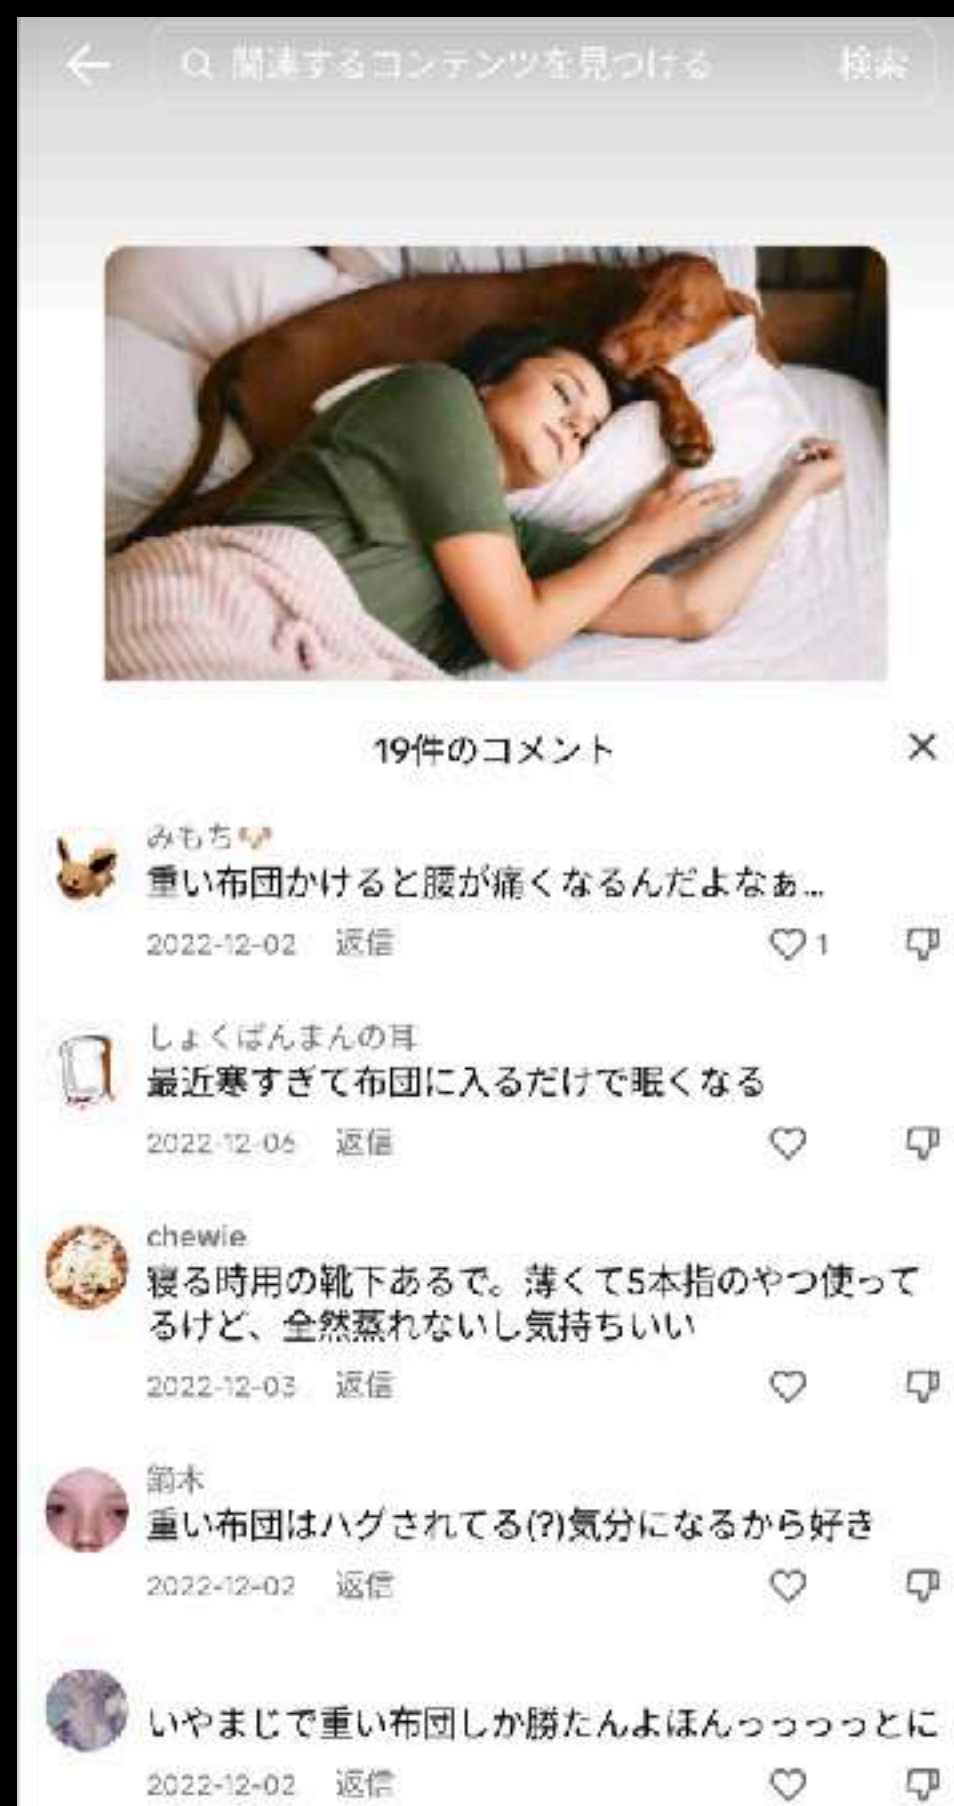 関連するコンテンツを見つける 検索
19件のコメント
みもち🐶
重い布団かけると腰が痛くなるんだよなぁ...
2022-12-02 返信 1
しょくぱんまんの耳
最近寒すぎて布団に入るだけで眠くなる
2022-12-06 返信
chewie
寝る時用の靴下あるで。薄くて5本指のやつ使って
るけど、全然蒸れないし気持ちいい
2022-12-03 返信
重い布団はハグされてる(?)気分になるから好き
2022-12-02 返信
いやまじで重い布団しか勝たんよほんっっっっとに
2022-12-02 返信